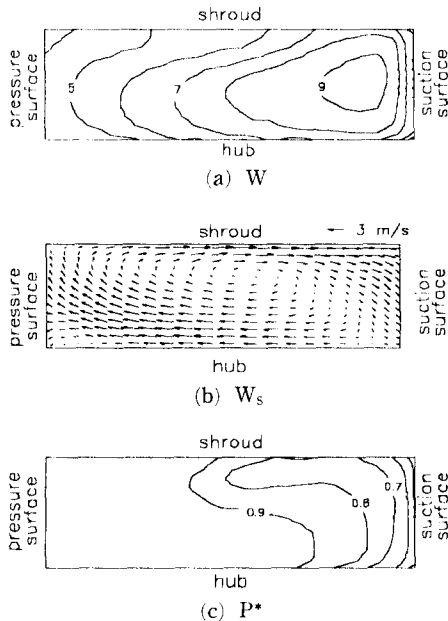 shroud
pressure surface
5
7
9
suction surface
hub
(a) W
shroud
← 3 m/s
pressure surface
suction surface
hub
(b) Ws
shroud
pressure surface
0.9
0.8
0.7
suction surface
hub
(c) P*